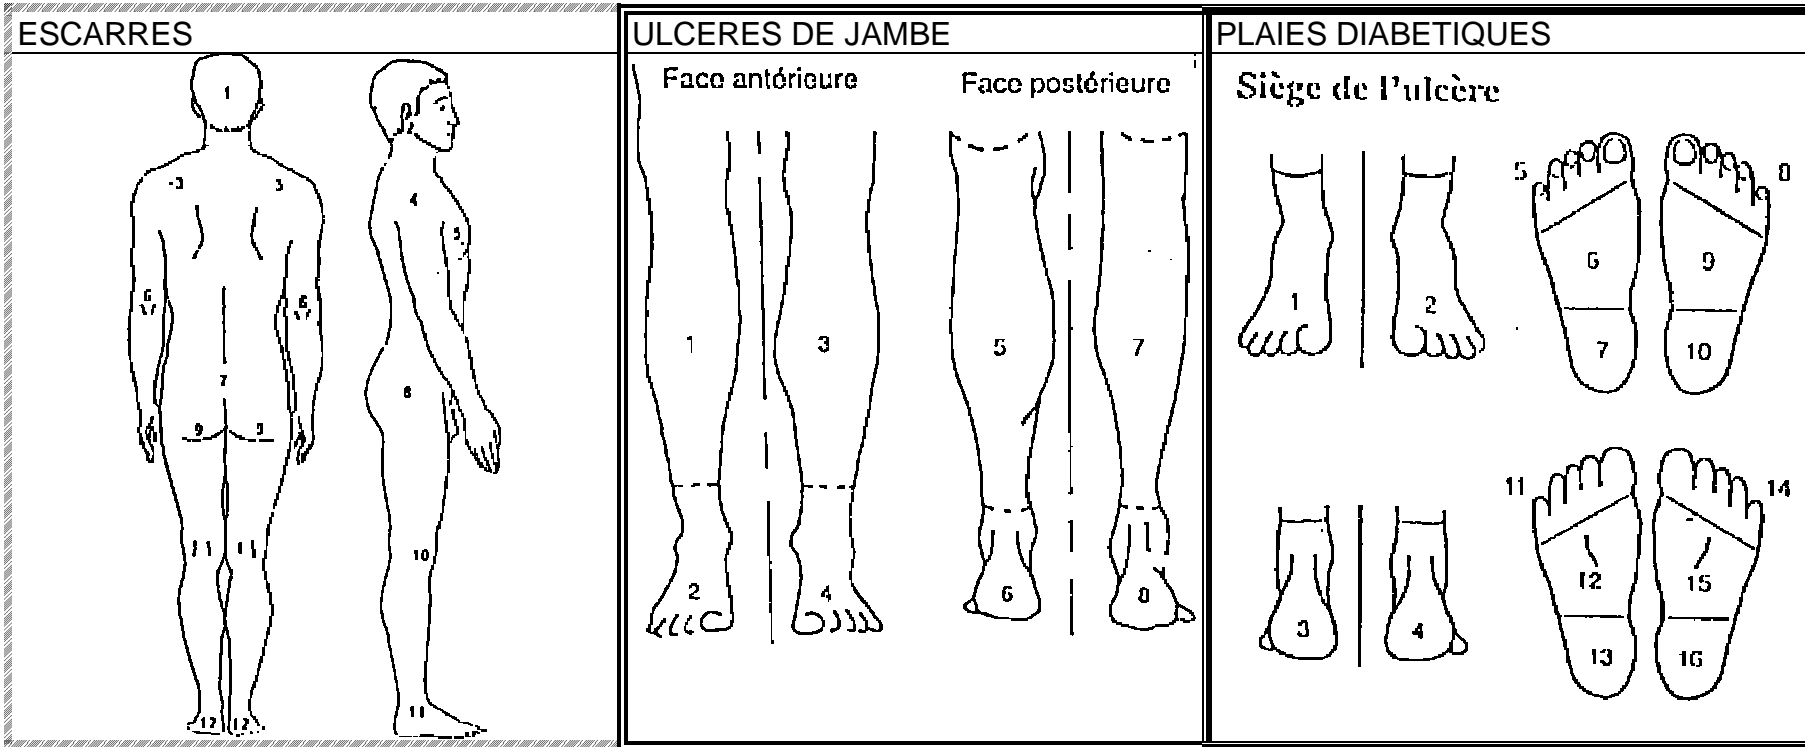 ESCARRES
1
3 3
4
5
6 6
7
8
9 9
10
11 11
11
12 12
ULCERES DE JAMBE
Face antérieure Face postérieure
1 3 5 7
2 4 6 8
PLAIES DIABETIQUES
Siège de l'ulcère
5 8
1 2 6 9
7 10
11 14
12 15
3 4 13 16